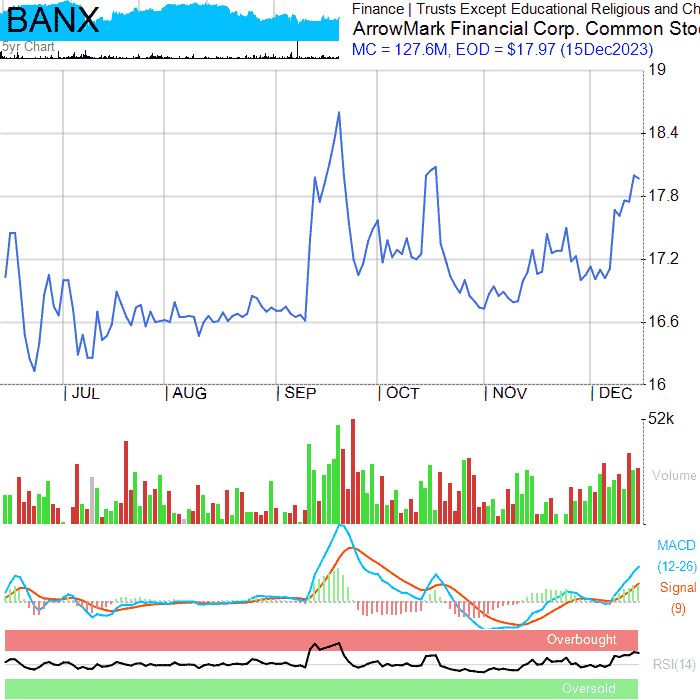 BANX
5yr Chart
Finance | Trusts Except Educational Religious and Ch
ArrowMark Financial Corp. Common Sto
MC = 127.6M, EOD = $17.97 (15Dec2023)
19
18.4
17.8
17.2
16.6
16
JUL AUG SEP OCT NOV DEC
52k
Volume
MACD
(12-26)
Signal
(9)
Overbought
RSI(14)
Oversold